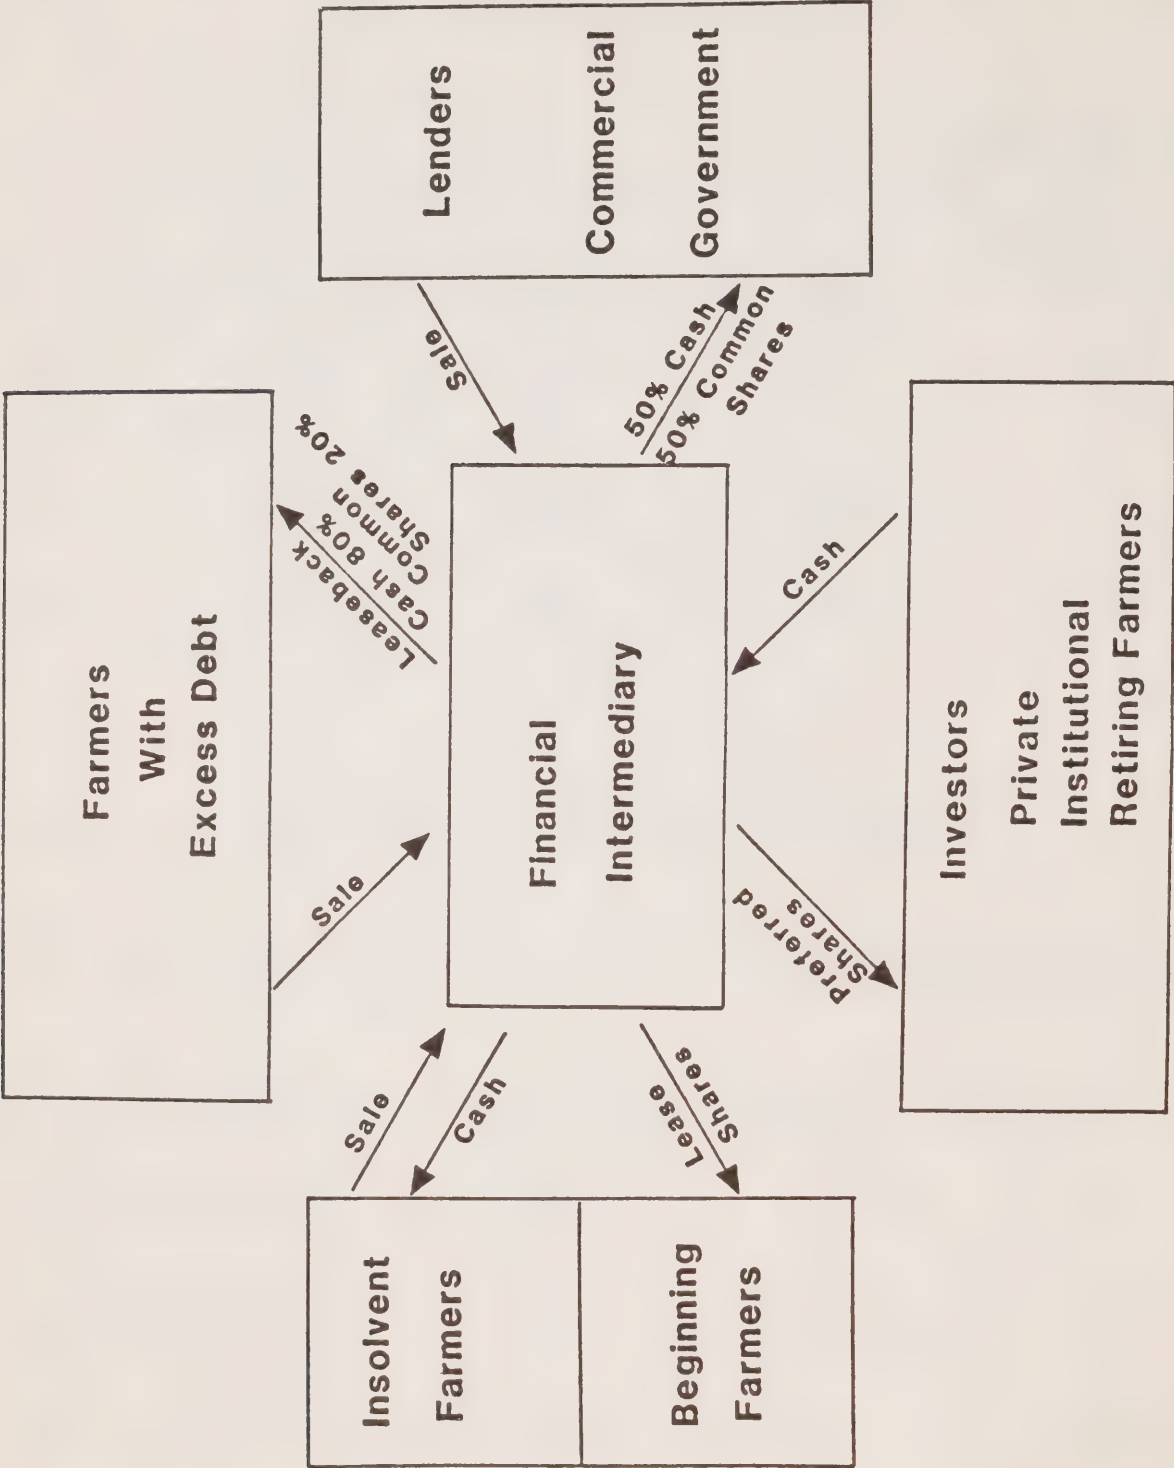 Farmers
With
Excess Debt
Insolvent
Farmers
Beginning
Farmers
Sale
Cash
Lease
Shares
Sale
Leaseback
Cash 80%
Common
Shares 20%
Financial
Intermediary
Sale
50% Cash
50% Common
Shares
Lenders
Commercial
Government
Preferred
Shares
Cash
Investors
Private
Institutional
Retiring Farmers